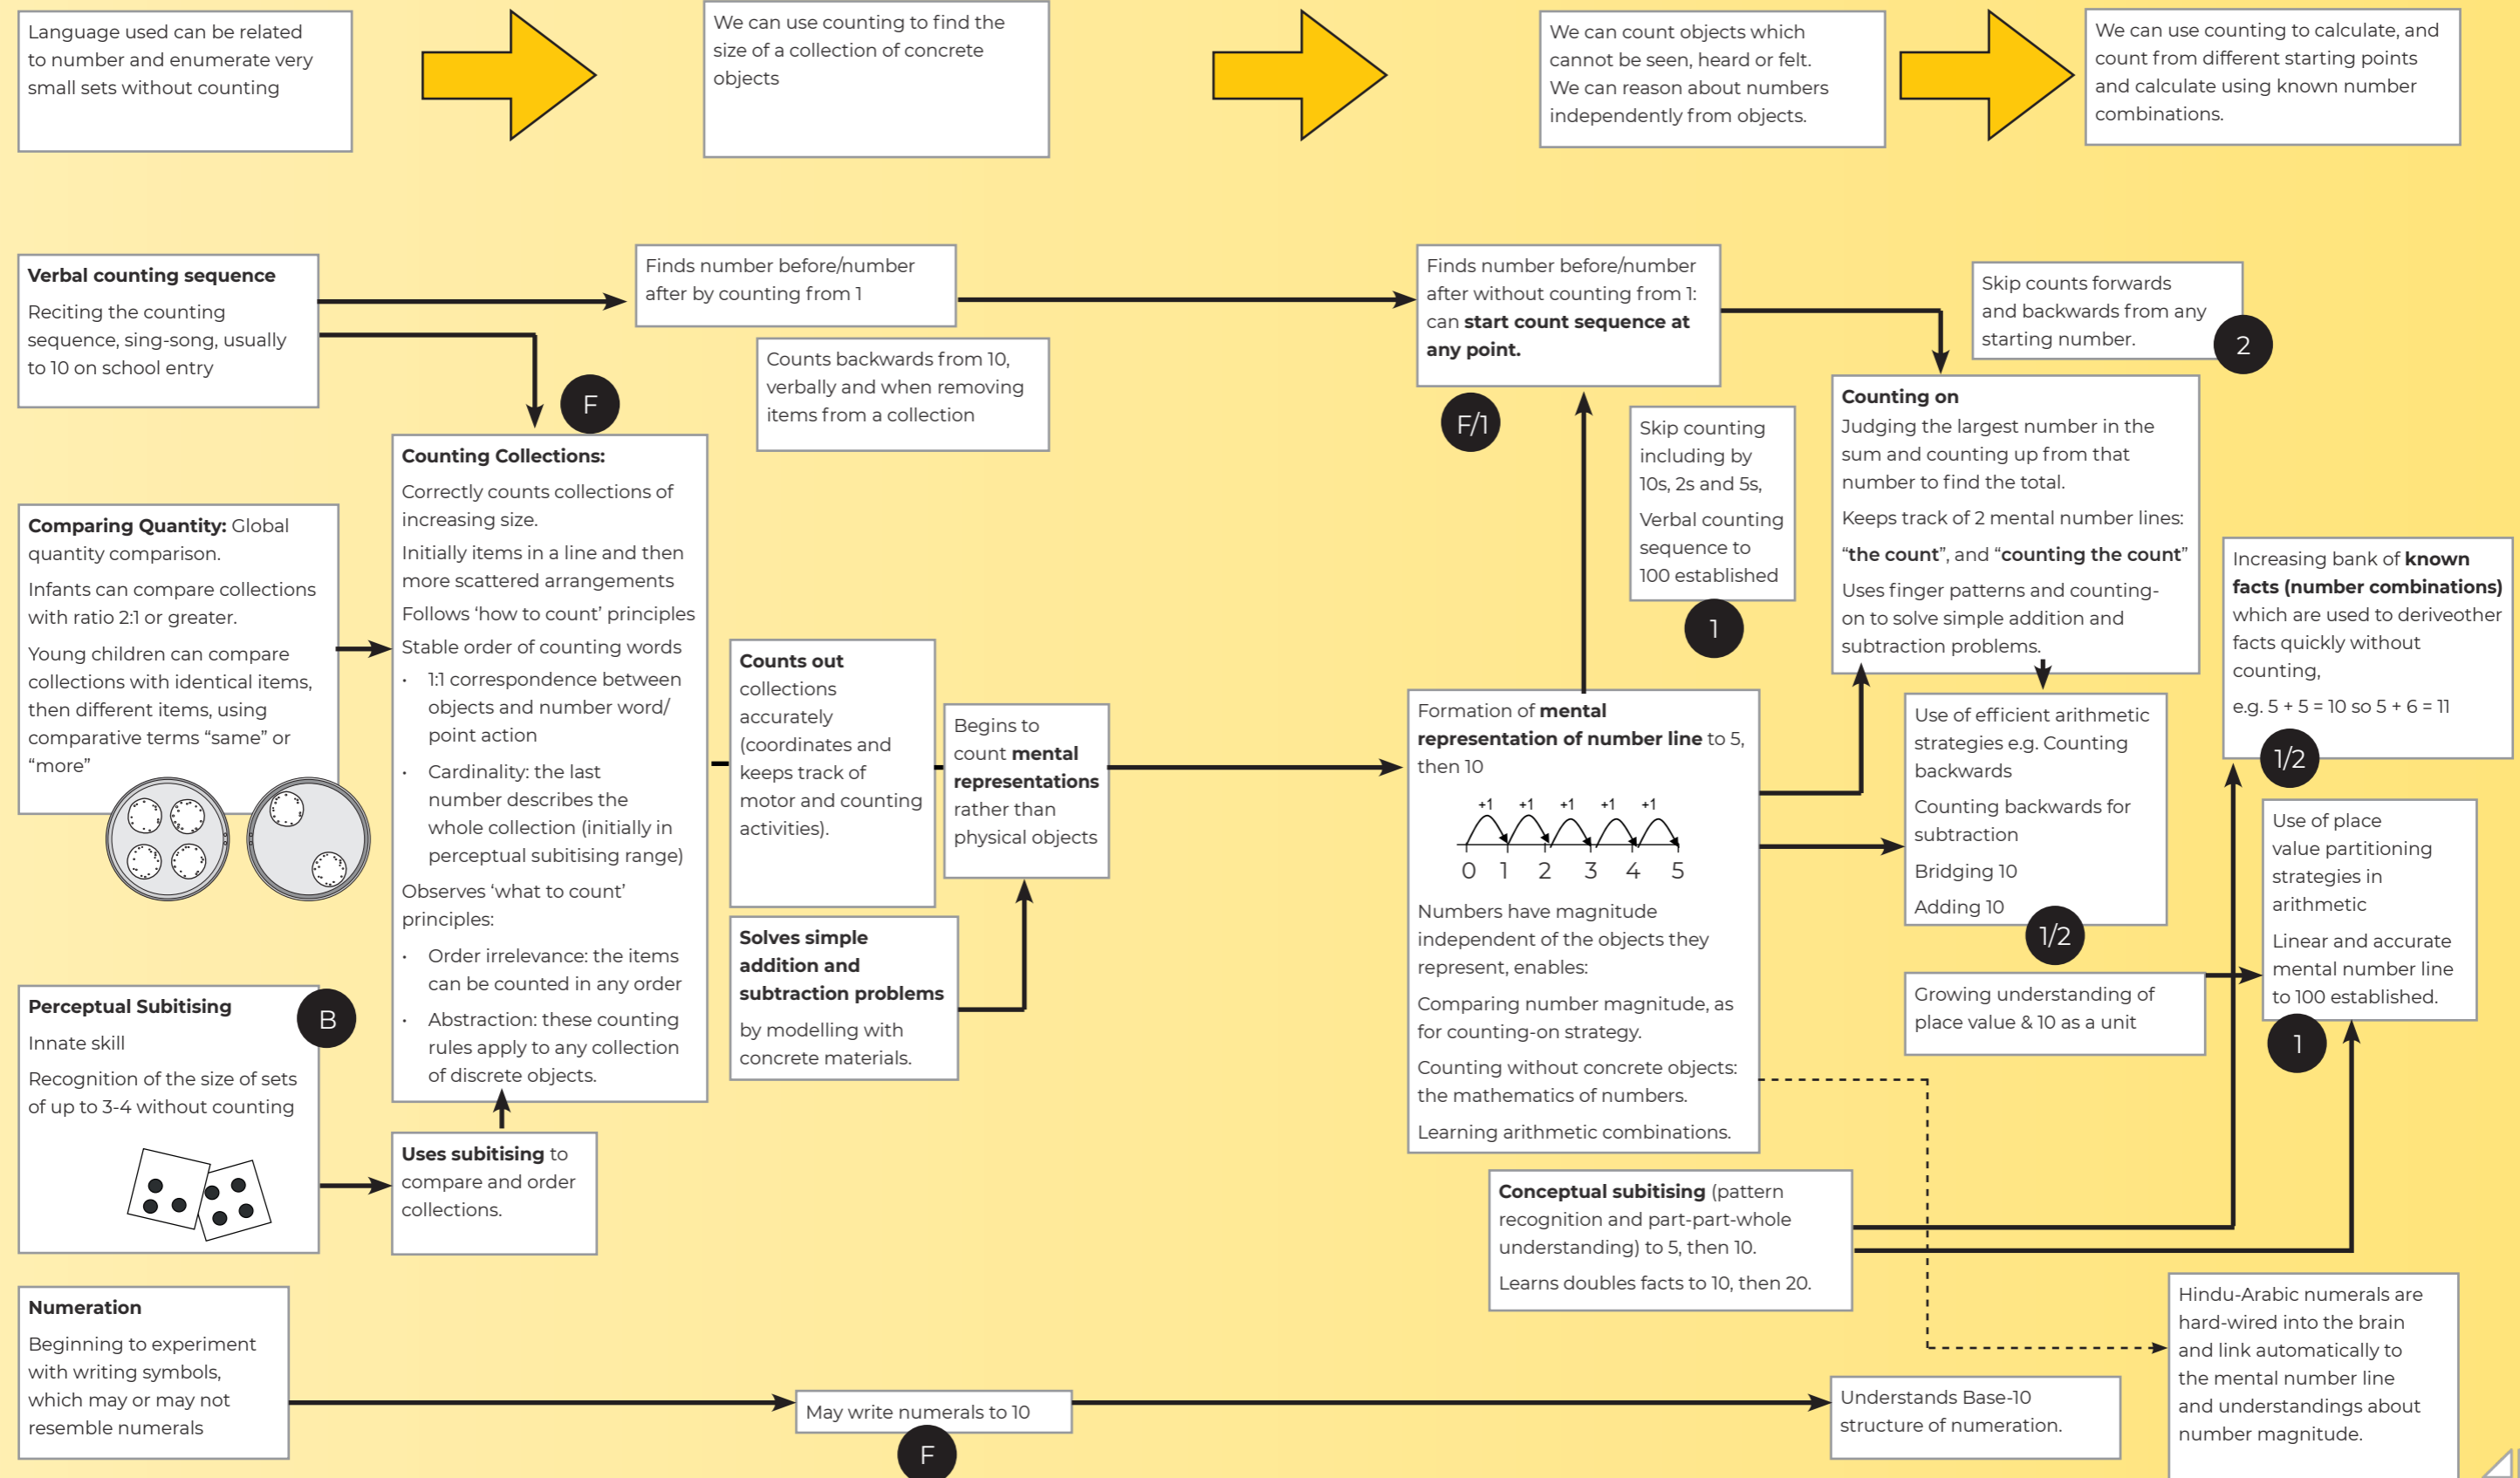 Language used can be related
to number and enumerate very
small sets without counting
We can use counting to find the
size of a collection of concrete
objects
We can count objects which
cannot be seen, heard or felt.
We can reason about numbers
independently from objects.
We can use counting to calculate, and
count from different starting points
and calculate using known number
combinations.
Verbal counting sequence
Reciting the counting
sequence, sing-song, usually
to 10 on school entry
Finds number before/number
after by counting from 1
Counts backwards from 10,
verbally and when removing
items from a collection
Finds number before/number
after without counting from 1:
can start count sequence at
any point.
F/1
Skip counts forwards
and backwards from any
starting number.
2
Comparing Quantity: Global
quantity comparison.
Infants can compare collections
with ratio 2:1 or greater.
Young children can compare
collections with identical items,
then different items, using
comparative terms “same” or
“more”
F
Counting Collections:
Correctly counts collections of
increasing size.
Initially items in a line and then
more scattered arrangements
Follows ‘how to count’ principles
Stable order of counting words
• 1:1 correspondence between
objects and number word/
point action
• Cardinality: the last
number describes the
whole collection (initially in
perceptual subitising range)
Observes ‘what to count’
principles:
• Order irrelevance: the items
can be counted in any order
• Abstraction: these counting
rules apply to any collection
of discrete objects.
Counts out
collections
accurately
(coordinates and
keeps track of
motor and counting
activities).
Begins to
count mental
representations
rather than
physical objects
Solves simple
addition and
subtraction problems
by modelling with
concrete materials.
Skip counting
including by
10s, 2s and 5s,
Verbal counting
sequence to
100 established
1
Counting on
Judging the largest number in the
sum and counting up from that
number to find the total.
Keeps track of 2 mental number lines:
“the count”, and “counting the count”
Uses finger patterns and counting-
on to solve simple addition and
subtraction problems.
Increasing bank of known
facts (number combinations)
which are used to deriveother
facts quickly without
counting,
e.g. 5 + 5 = 10 so 5 + 6 = 11
1/2
Formation of mental
representation of number line to 5,
then 10
+1 +1 +1 +1 +1
0 1 2 3 4 5
Numbers have magnitude
independent of the objects they
represent, enables:
Comparing number magnitude, as
for counting-on strategy.
Counting without concrete objects:
the mathematics of numbers.
Learning arithmetic combinations.
Use of efficient arithmetic
strategies e.g. Counting
backwards
Counting backwards for
subtraction
Bridging 10
Adding 10
1/2
Use of place
value partitioning
strategies in
arithmetic
Linear and accurate
mental number line
to 100 established.
1
Growing understanding of
place value & 10 as a unit
Perceptual Subitising
B
Innate skill
Recognition of the size of sets
of up to 3-4 without counting
Uses subitising to
compare and order
collections.
Conceptual subitising (pattern
recognition and part-part-whole
understanding) to 5, then 10.
Learns doubles facts to 10, then 20.
Numeration
Beginning to experiment
with writing symbols,
which may or may not
resemble numerals
May write numerals to 10
F
Understands Base-10
structure of numeration.
Hindu-Arabic numerals are
hard-wired into the brain
and link automatically to
the mental number line
and understandings about
number magnitude.